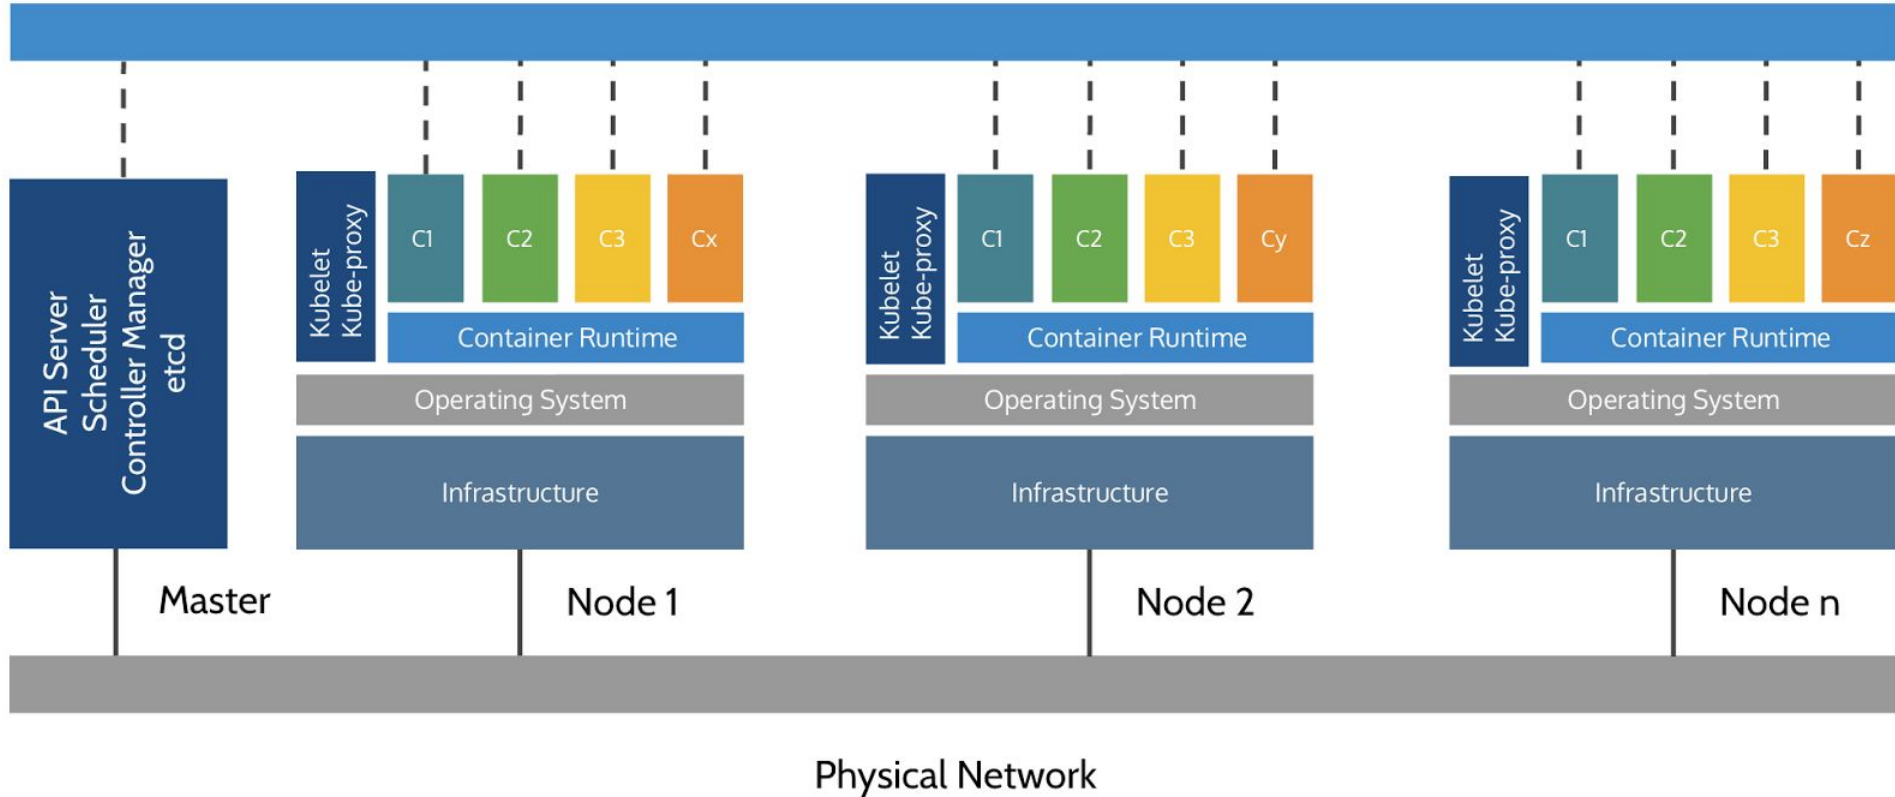 API Server
Scheduler
Controller Manager
etcd
Master
Kubelet
Kube-proxy
C1
C2
C3
Cx
Container Runtime
Operating System
Infrastructure
Node 1
Kubelet
Kube-proxy
C1
C2
C3
Cy
Container Runtime
Operating System
Infrastructure
Node 2
Kubelet
Kube-proxy
C1
C2
C3
Cz
Container Runtime
Operating System
Infrastructure
Node n
Physical Network